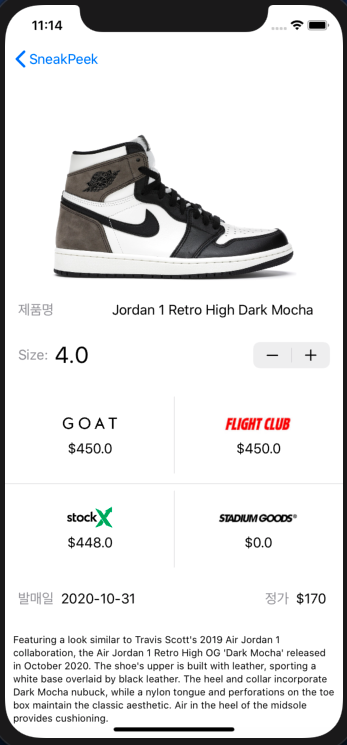 11:14
SneakPeek
제품명 Jordan 1 Retro High Dark Mocha
Size: 4.0 − +
GOAT FLIGHT CLUB
$450.0 $450.0
stockX STADIUM GOODS®
$448.0 $0.0
발매일 2020-10-31 정가 $170
Featuring a look similar to Travis Scott's 2019 Air Jordan 1
collaboration, the Air Jordan 1 Retro High OG 'Dark Mocha' released
in October 2020. The shoe's upper is built with leather, sporting a
white base overlaid by black leather. The heel and collar incorporate
Dark Mocha nubuck, while a nylon tongue and perforations on the toe
box maintain the classic aesthetic. Air in the heel of the midsole
provides cushioning.